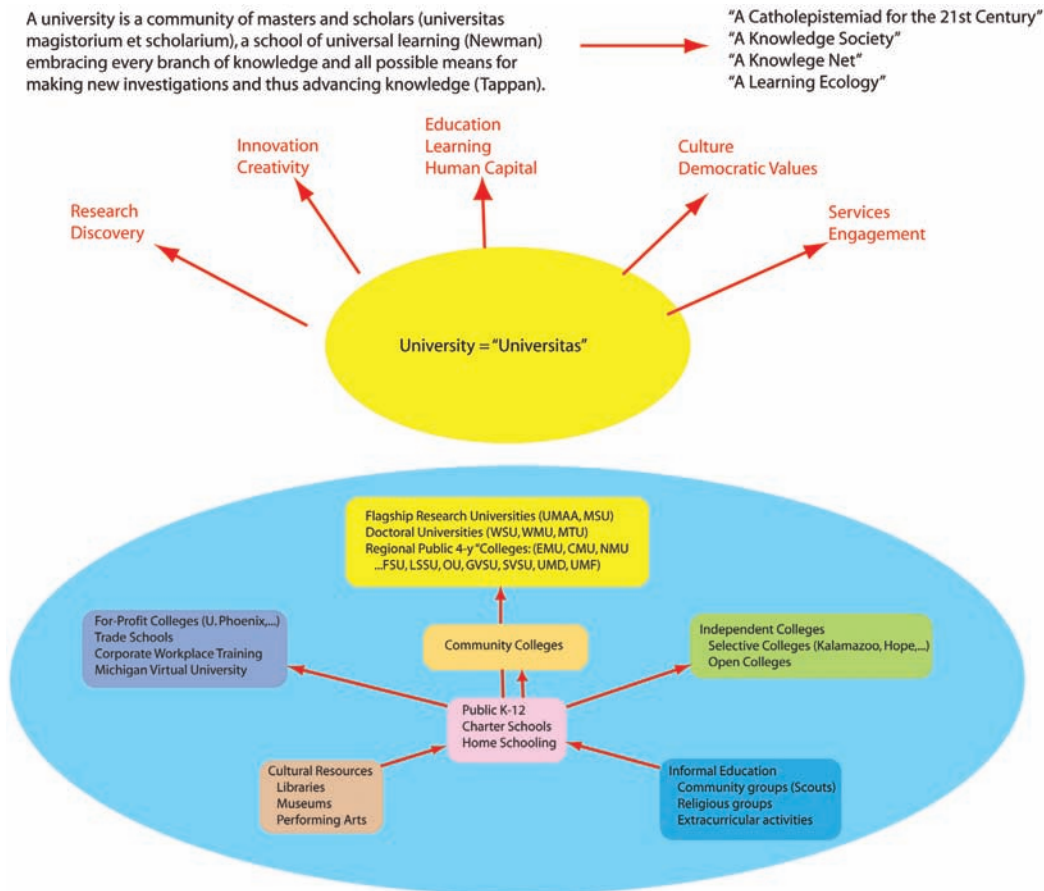 A university is a community of masters and scholars (universitas
magistorium et scholarium), a school of universal learning (Newman)
embracing every branch of knowledge and all possible means for
making new investigations and thus advancing knowledge (Tappan).
“A Catholepistemiad for the 21st Century”
“A Knowledge Society”
“A Knowlege Net”
“A Learning Ecology”
Education
Learning
Human Capital
Innovation
Creativity
Culture
Democratic Values
Research
Discovery
Services
Engagement
University = “Universitas”
Flagship Research Universities (UMAA, MSU)
Doctoral Universities (WSU, WMU, MTU)
Regional Public 4-y “Colleges: (EMU, CMU, NMU
...FSU, LSSU, OU, GVSU, SVSU, UMD, UMF)
For-Profit Colleges (U. Phoenix,...)
Trade Schools
Corporate Workplace Training
Michigan Virtual University
Community Colleges
Independent Colleges
Selective Colleges (Kalamazoo, Hope,...)
Open Colleges
Public K-12
Charter Schools
Home Schooling
Cultural Resources
Libraries
Museums
Performing Arts
Informal Education
Community groups (Scouts)
Religious groups
Extracurricular activities